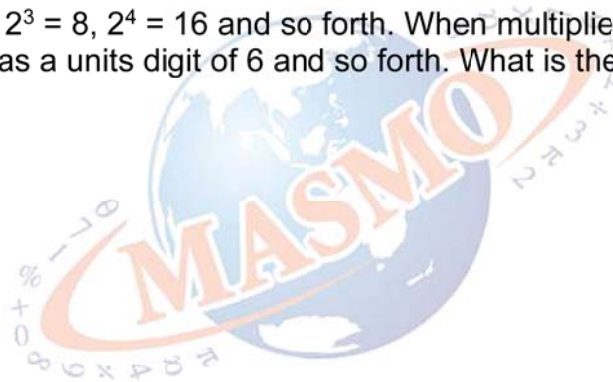 2³ = 8, 2⁴ = 16 and so forth. When multiplie
as a units digit of 6 and so forth. What is the
MASMO